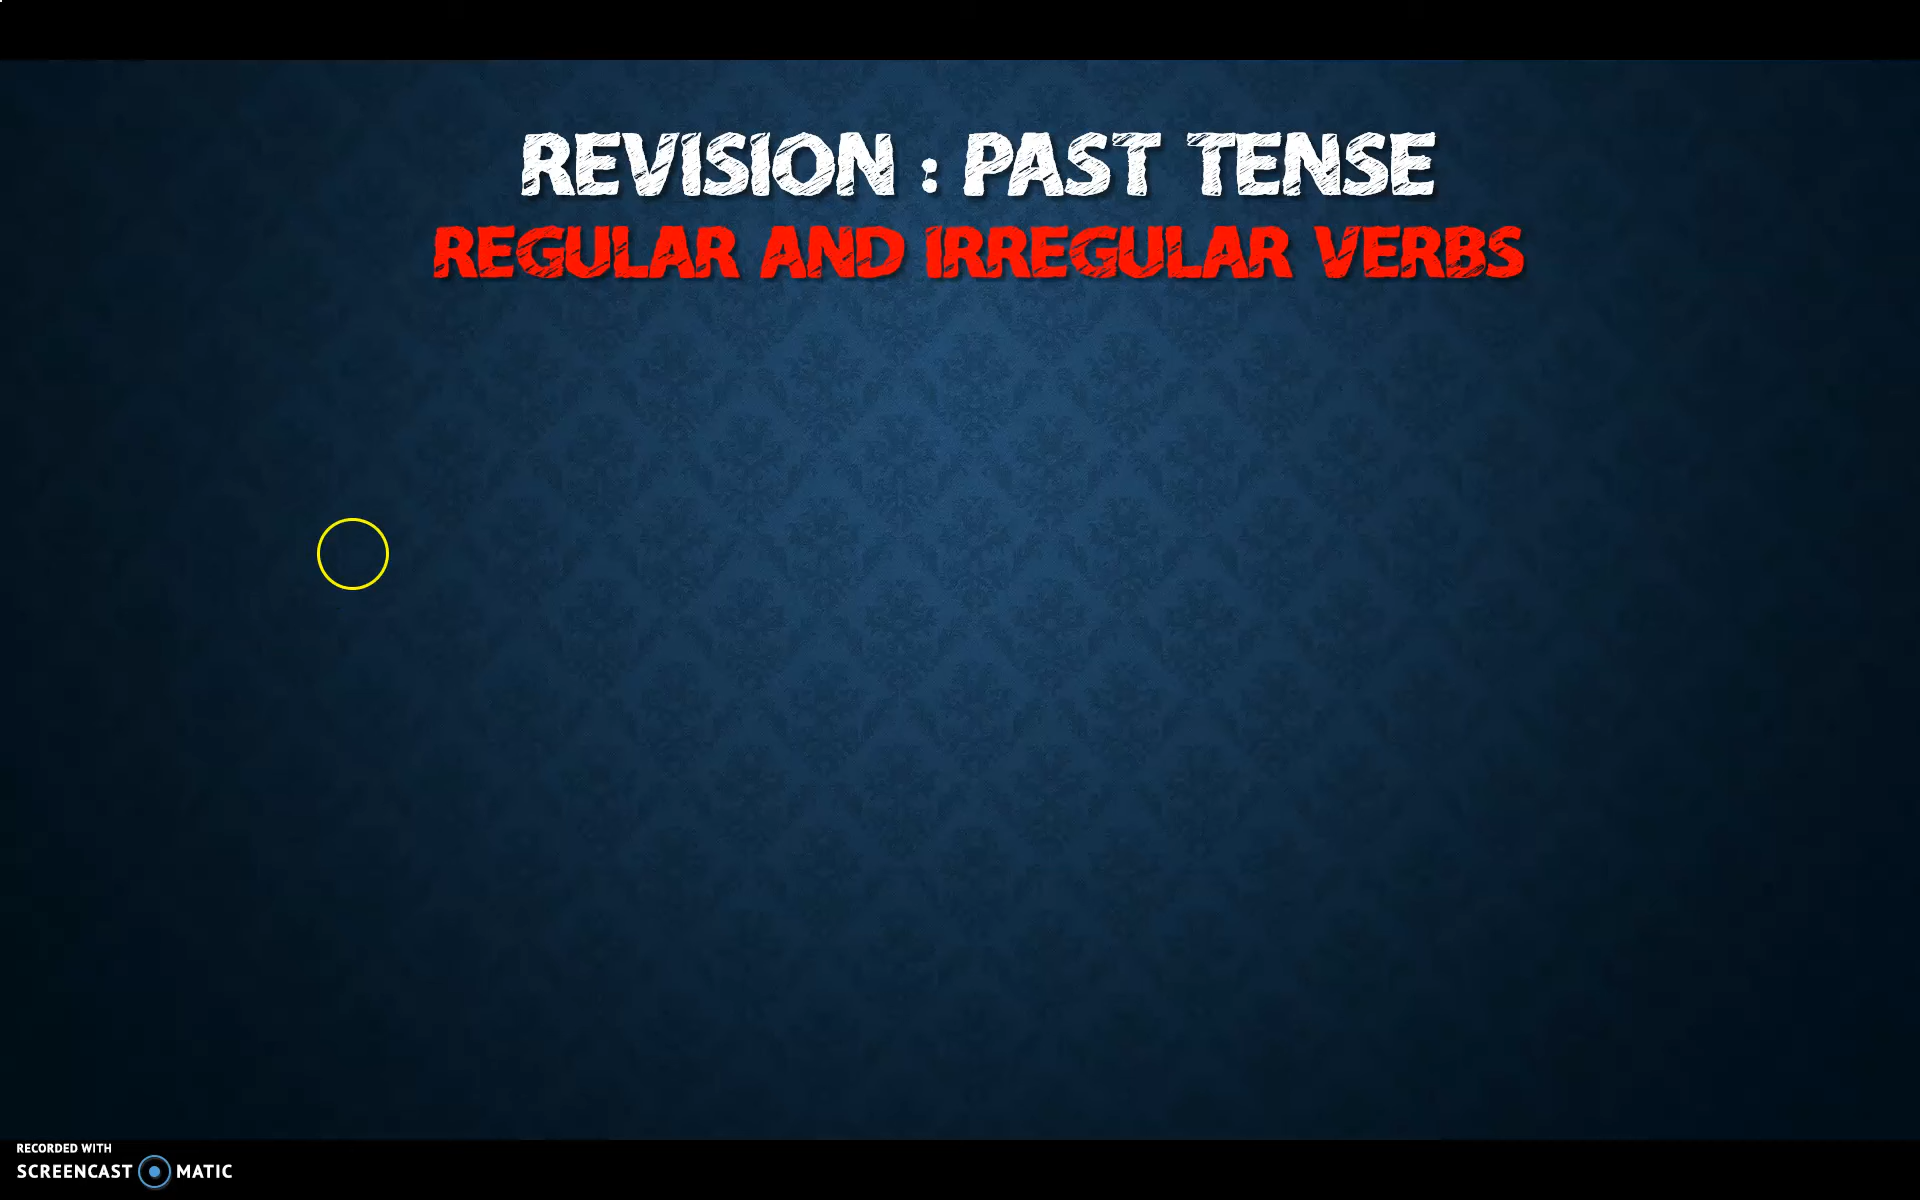 REVISION : PAST TENSE
REGULAR AND IRREGULAR VERBS
RECORDED WITH
SCREENCAST MATIC